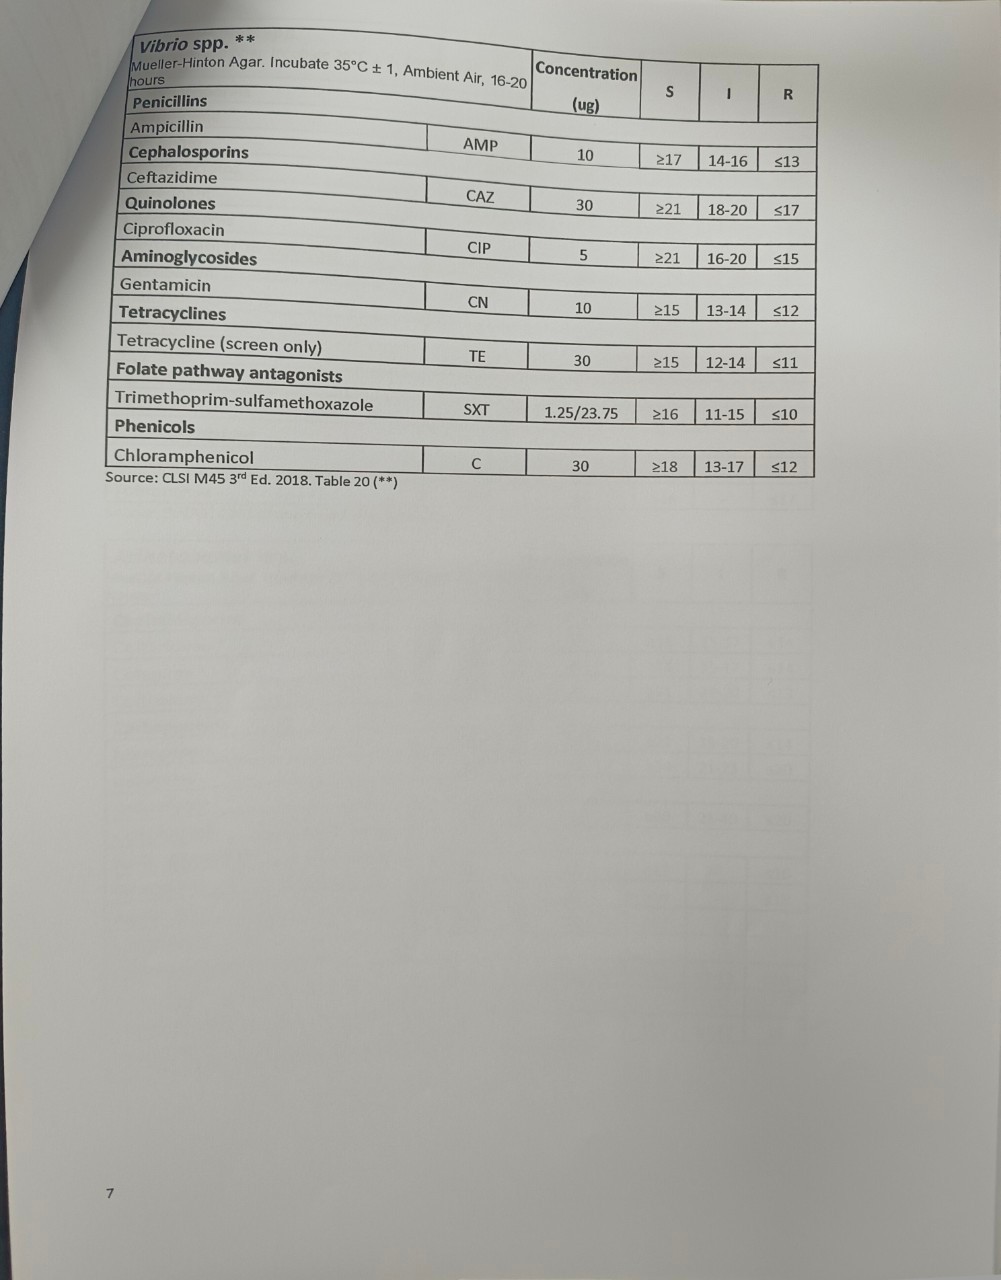 Vibrio spp. **
Mueller-Hinton Agar. Incubate 35°C ± 1, Ambient Air, 16-20 hours
Concentration (ug) S I R
Penicillins
Ampicillin AMP 10 ≥17 14-16 ≤13
Cephalosporins
Ceftazidime CAZ 30 ≥21 18-20 ≤17
Quinolones
Ciprofloxacin CIP 5 ≥21 16-20 ≤15
Aminoglycosides
Gentamicin CN 10 ≥15 13-14 ≤12
Tetracyclines
Tetracycline (screen only) TE 30 ≥15 12-14 ≤11
Folate pathway antagonists
Trimethoprim-sulfamethoxazole SXT 1.25/23.75 ≥16 11-15 ≤10
Phenicols
Chloramphenicol C 30 ≥18 13-17 ≤12
Source: CLSI M45 3rd Ed. 2018. Table 20 (**)
7